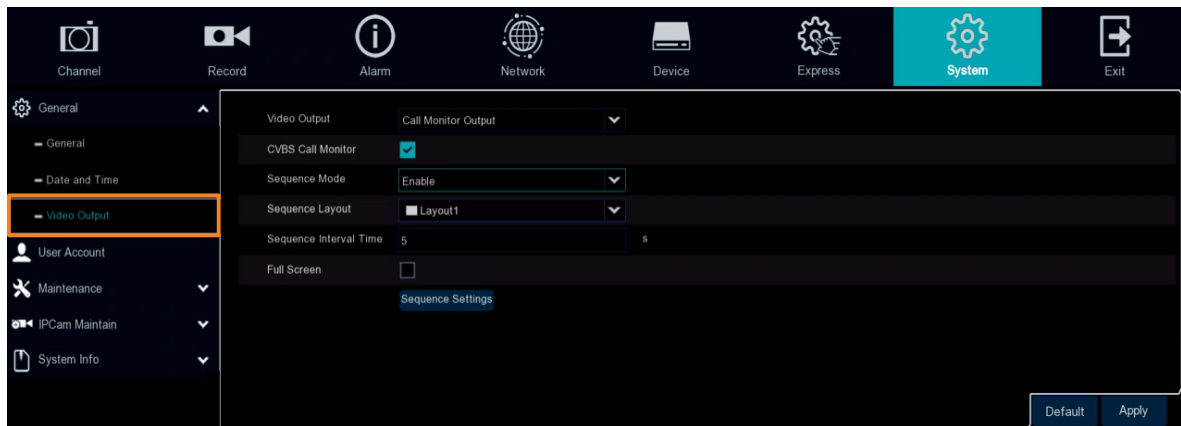 Channel
Record
Alarm
Network
Device
Express
System
Exit
General
General
Date and Time
Video Output
User Account
Maintenance
IPCam Maintain
System Info
Video Output Call Monitor Output
CVBS Call Monitor
Sequence Mode Enable
Sequence Layout Layout1
Sequence Interval Time 5 s
Full Screen
Sequence Settings
Default
Apply